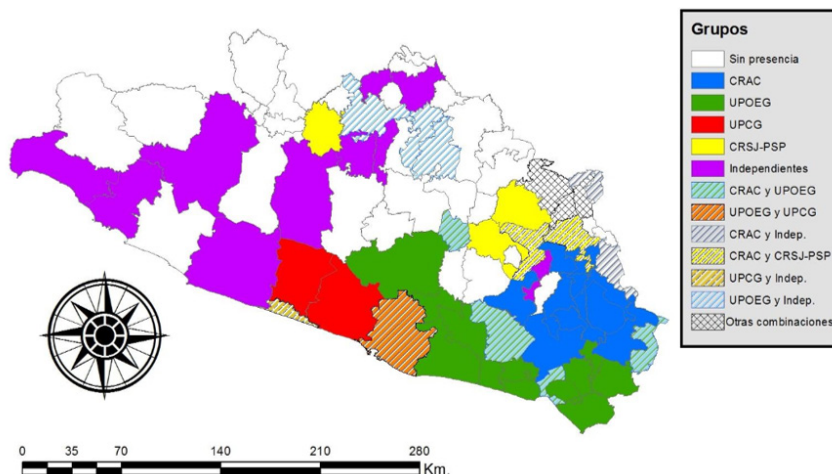 Grupos
Sin presencia
CRAC
UPOEG
UPCG
CRSJ-PSP
Independientes
CRAC y UPOEG
UPOEG y UPCG
CRAC y Indep.
CRAC y CRSJ-PSP
UPCG y Indep.
UPOEG y Indep.
Otras combinaciones
0 35 70 140 210 280
Km.